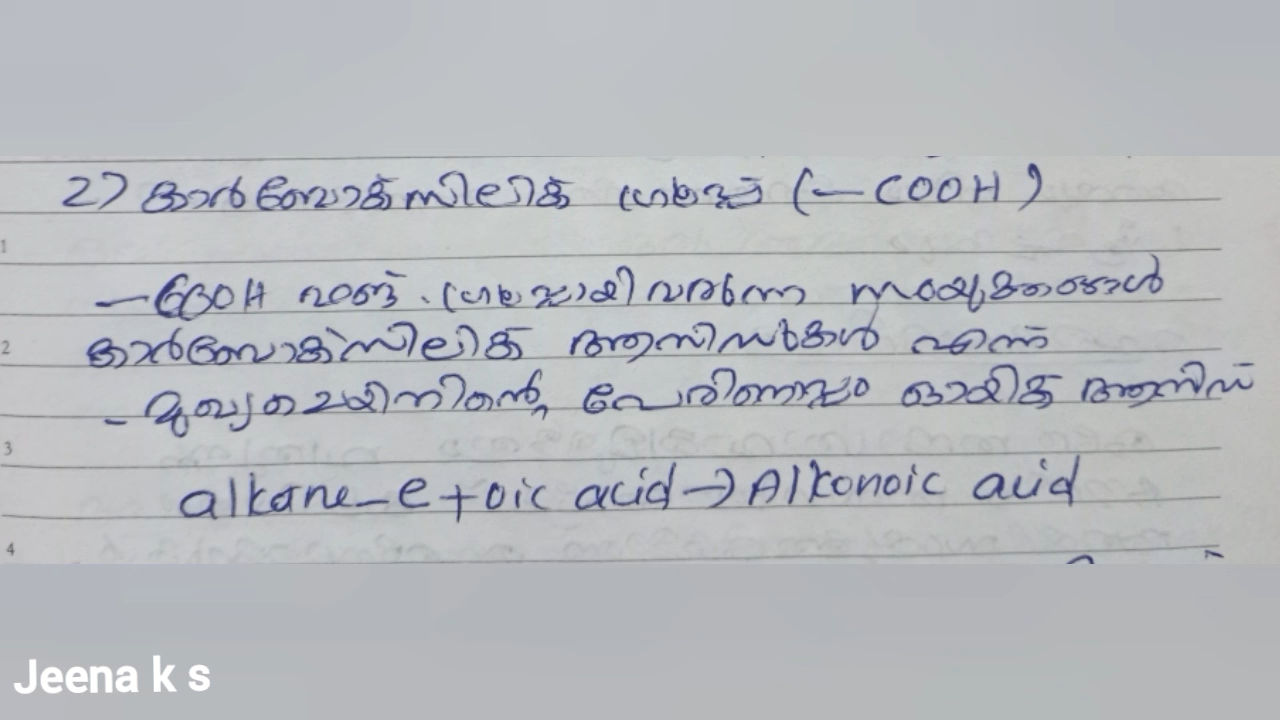 2) കാർബോക്സിലിക് ഗ്രൂപ്പ് (-COOH)
-COOH ഫങ്. ഗ്രൂപ്പായി വരുന്ന സംയുക്തങ്ങൾ
കാർബോക്സിലിക് ആസിഡുകൾ എന്ന്
- മുഖ്യ ചെയിനിന്റെ പേരിനൊപ്പം ഓയിക് ആസിഡ്
alkane-e+oic acid→Alkonoic acid
Jeena k s